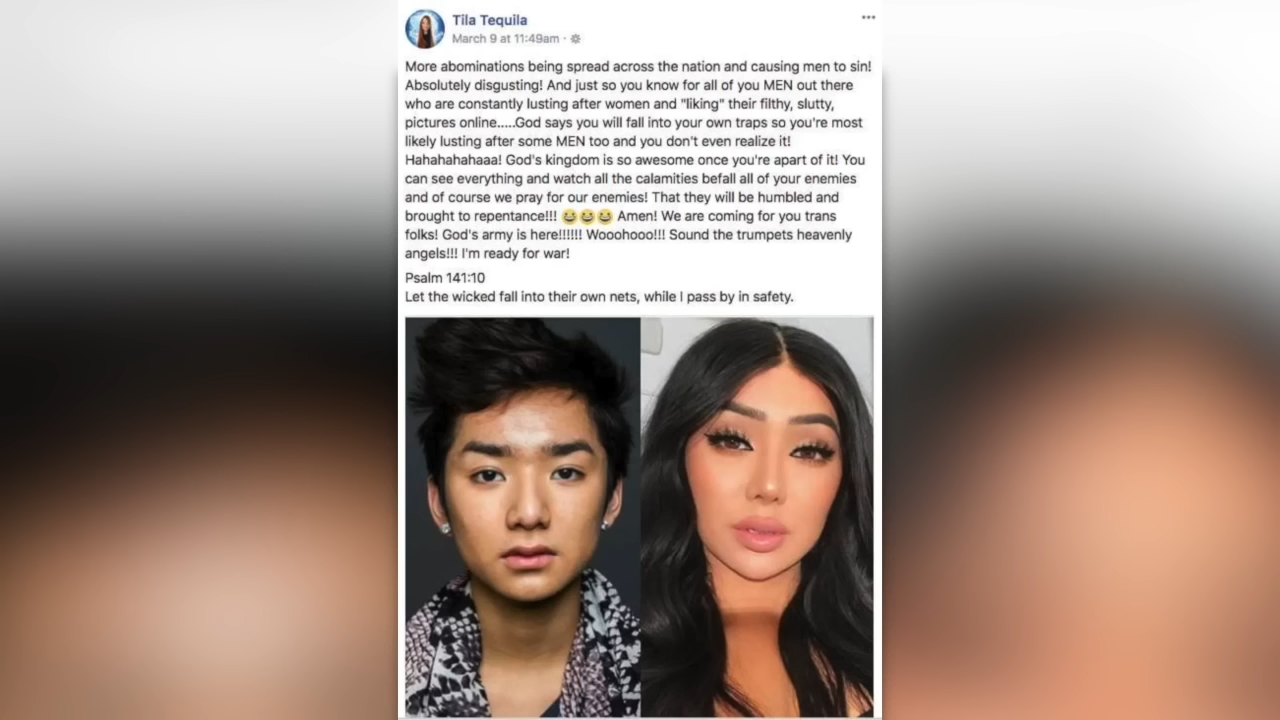 Tila Tequila
March 9 at 11:49am ·
More abominations being spread across the nation and causing men to sin!
Absolutely disgusting! And just so you know for all of you MEN out there
who are constantly lusting after women and "liking" their filthy, slutty,
pictures online.....God says you will fall into your own traps so you're most
likely lusting after some MEN too and you don't even realize it!
Hahahahahaaa! God's kingdom is so awesome once you're apart of it! You
can see everything and watch all the calamities befall all of your enemies
and of course we pray for our enemies! That they will be humbled and
brought to repentance!!! 😂😂😂 Amen! We are coming for you trans
folks! God's army is here!!!!!! Wooohooo!!! Sound the trumpets heavenly
angels!!! I'm ready for war!
Psalm 141:10
Let the wicked fall into their own nets, while I pass by in safety.